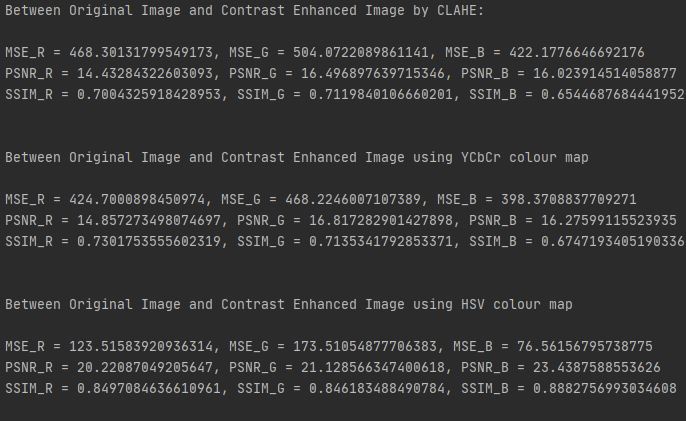 Between Original Image and Contrast Enhanced Image by CLAHE:
MSE_R = 468.30131799549173, MSE_G = 504.0722089861141, MSE_B = 422.1776646692176
PSNR_R = 14.43284322603093, PSNR_G = 16.496897639715346, PSNR_B = 16.023914514058877
SSIM_R = 0.7004325918428953, SSIM_G = 0.7119840106660201, SSIM_B = 0.6544687684441952
Between Original Image and Contrast Enhanced Image using YCbCr colour map
MSE_R = 424.7000898450974, MSE_G = 468.2246007107389, MSE_B = 398.3708837709271
PSNR_R = 14.857273498074697, PSNR_G = 16.817282901427898, PSNR_B = 16.27599115523935
SSIM_R = 0.7301753555602319, SSIM_G = 0.7135341792853371, SSIM_B = 0.6747193405190336
Between Original Image and Contrast Enhanced Image using HSV colour map
MSE_R = 123.51583920936314, MSE_G = 173.51054877706383, MSE_B = 76.56156795738775
PSNR_R = 20.22087049205647, PSNR_G = 21.128566347400618, PSNR_B = 23.4387588553626
SSIM_R = 0.8497084636610961, SSIM_G = 0.846183488490784, SSIM_B = 0.8882756993034608